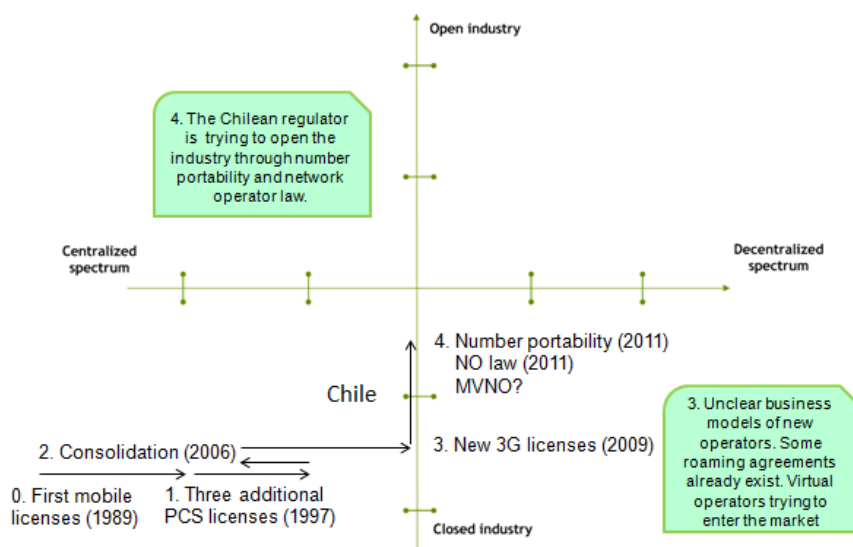 Open industry
4. The Chilean regulator
is trying to open the
industry through number
portability and network
operator law.
Centralized
spectrum
Decentralized
spectrum
4. Number portability (2011)
NO law (2011)
MVNO?
Chile
3. Unclear business
models of new
operators. Some
roaming agreements
already exist. Virtual
operators trying to
enter the market
2. Consolidation (2006)
3. New 3G licenses (2009)
0. First mobile
licenses (1989)
1. Three additional
PCS licenses (1997)
Closed industry